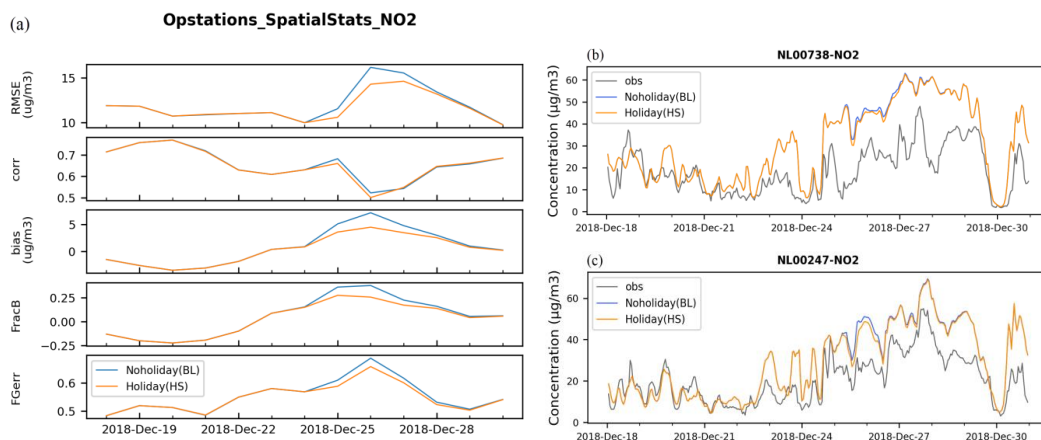 (a)
Opstations_SpatialStats_NO2
RMSE
(ug/m3)
15
10
corr
0.7
0.6
0.5
bias
(ug/m3)
5
0
FracB
0.25
0.00
−0.25
FGerr
0.6
0.5
Noholiday(BL)
Holiday(HS)
2018-Dec-19
2018-Dec-22
2018-Dec-25
2018-Dec-28
(b)
NL00738-NO2
Concentration (µg/m3)
60
50
40
30
20
10
0
obs
Noholiday(BL)
Holiday(HS)
2018-Dec-18
2018-Dec-21
2018-Dec-24
2018-Dec-27
2018-Dec-30
(c)
NL00247-NO2
Concentration (µg/m3)
60
40
20
0
obs
Noholiday(BL)
Holiday(HS)
2018-Dec-18
2018-Dec-21
2018-Dec-24
2018-Dec-27
2018-Dec-30